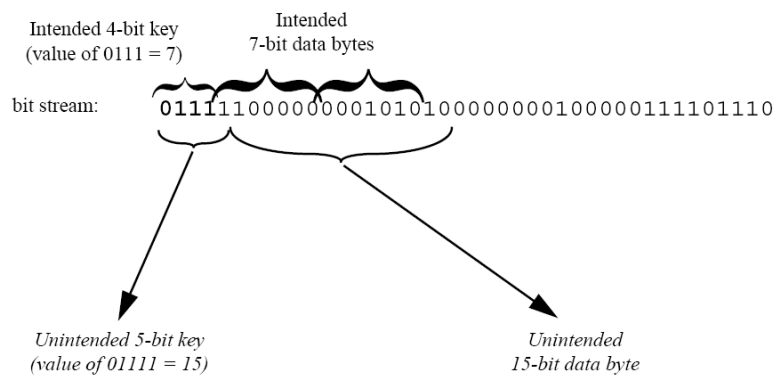 Intended 4-bit key
(value of 0111 = 7)
Intended
7-bit data bytes
bit stream: 011111000000001010100000000100000111101110
Unintended 5-bit key
(value of 01111 = 15)
Unintended
15-bit data byte